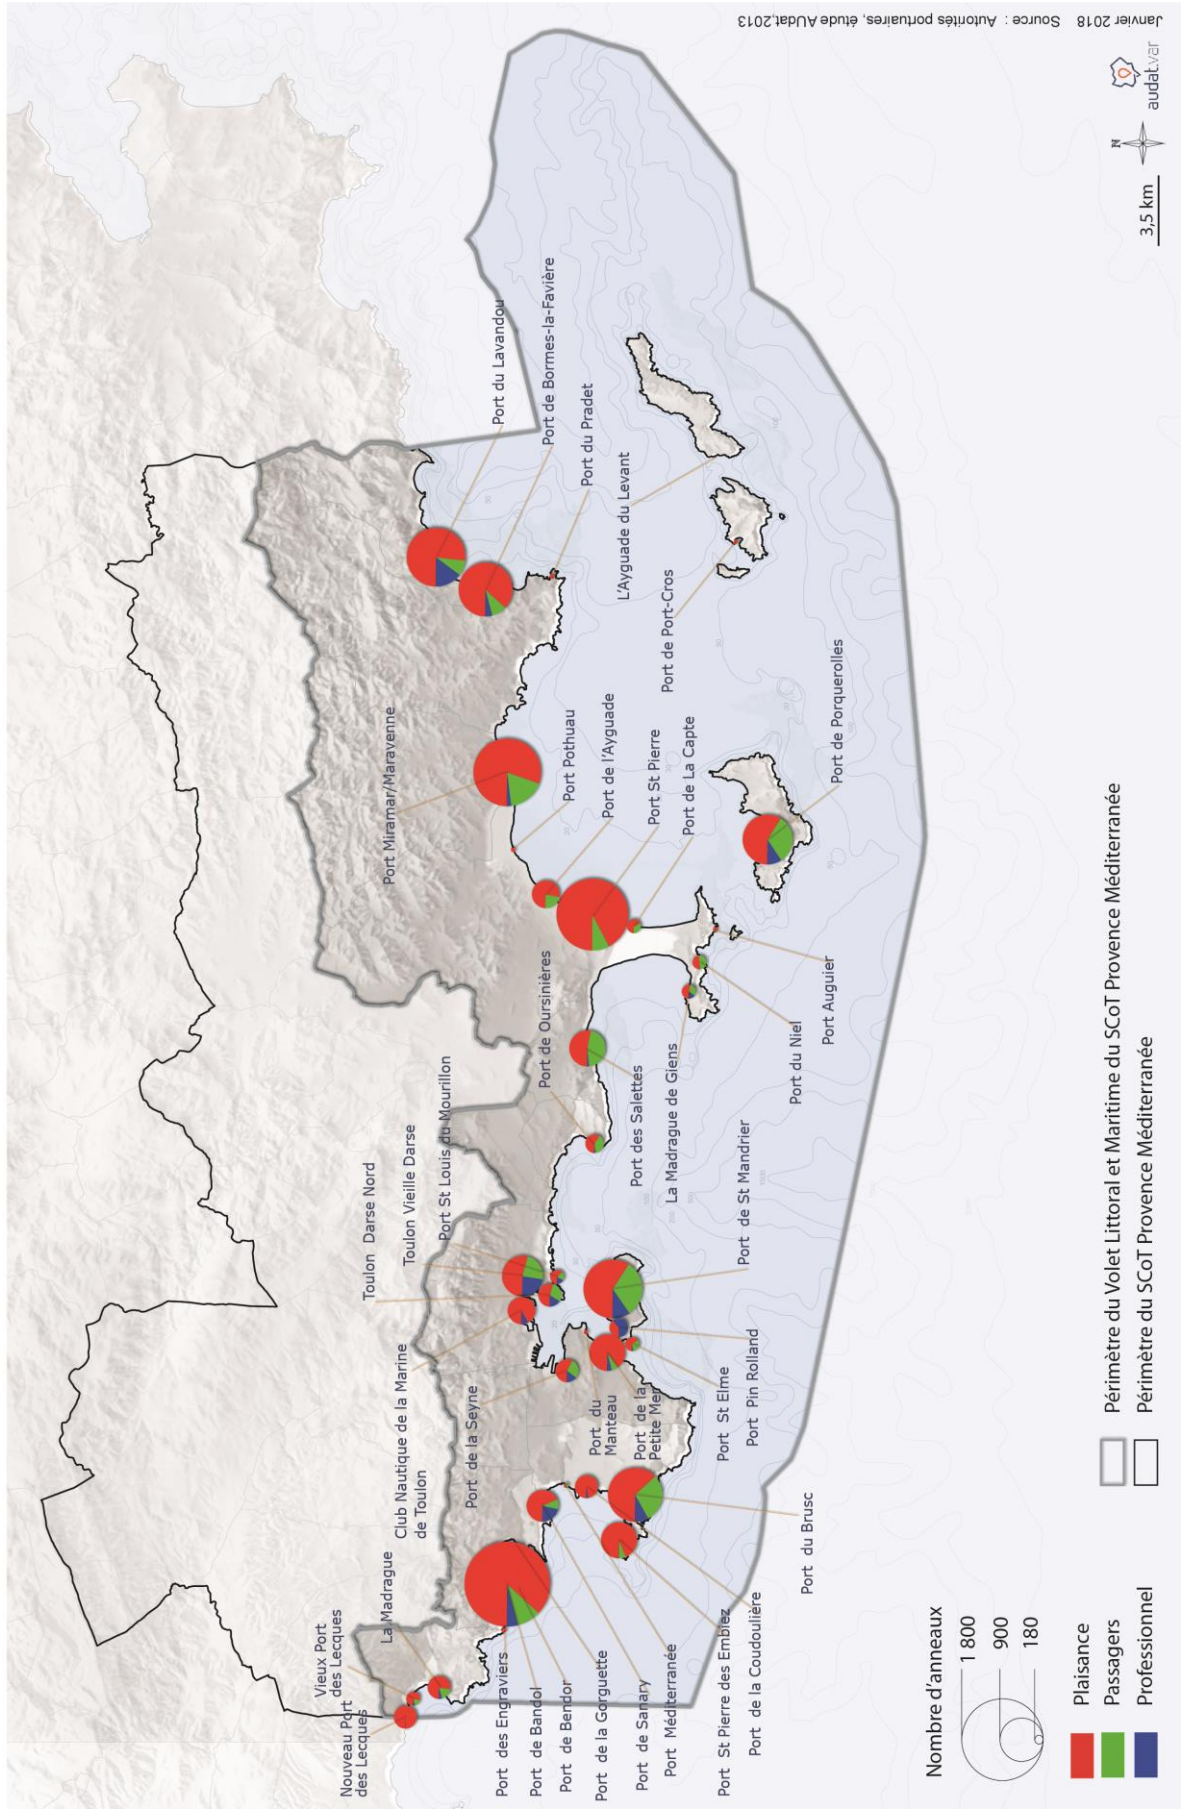 Nouveau Port
des Lecques
Vieux Port
des Lecques
La Madrague
Club Nautique de la Marine
de Toulon
Port de la Seyne
Toulon Darse Nord
Toulon Vieille Darse
Port St Louis du Mourillon
Port de Oursinières
Port Miramar/Maravenne
Port Pothuau
Port de l'Ayguade
Port St Pierre
Port de La Capte
Port du Lavandou
Port de Bormes-la-Favière
Port du Pradet
L'Ayguade du Levant
Port de Port-Cros
Port de Porquerolles
Port Auguier
Port du Niel
La Madrague de Giens
Port des Salettes
Port de St Mandrier
Port Pin Rolland
Port St Elme
Port de la
Petite Mer
Port du
Manteau
Port du Brusc
Port des Engraviers
Port de Bandol
Port de Bendor
Port de la Gorguette
Port de Sanary
Port Méditerranée
Port St Pierre des Embiez
Port de la Coudoulière
Nombre d'anneaux
1 800
900
180
Plaisance
Passagers
Professionnel
Périmètre du Volet Littoral et Maritime du SCoT Provence Méditerranée
Périmètre du SCoT Provence Méditerranée
3,5 km
N
audat.var
Janvier 2018 Source : Autorités portuaires, étude AUdat,2013